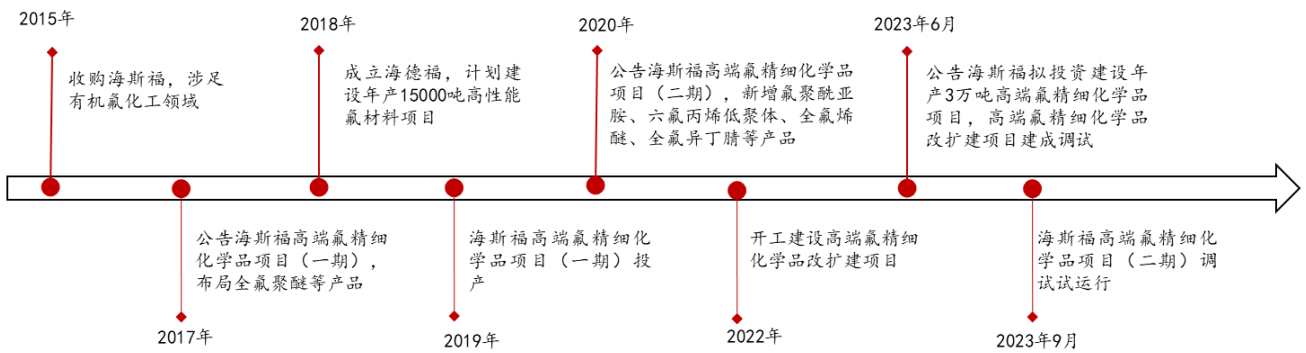 2015年
收购海斯福，涉足
有机氟化工领域
2017年
公告海斯福高端氟精细
化学品项目（一期），
布局全氟聚醚等产品
2018年
成立海德福，计划建
设年产15000吨高性能
氟材料项目
2019年
海斯福高端氟精细化
学品项目（一期）投
产
2020年
公告海斯福高端氟精细化学品
项目（二期），新增氟聚酰亚
胺、六氟丙烯低聚体、全氟烯
醚、全氟异丁腈等产品
2022年
开工建设高端氟精细
化学品改扩建项目
2023年6月
公告海斯福拟投资建设年
产3万吨高端氟精细化学品
项目，高端氟精细化学品
改扩建项目建成调试
2023年9月
海斯福高端氟精细化
学品项目（二期）调
试试运行